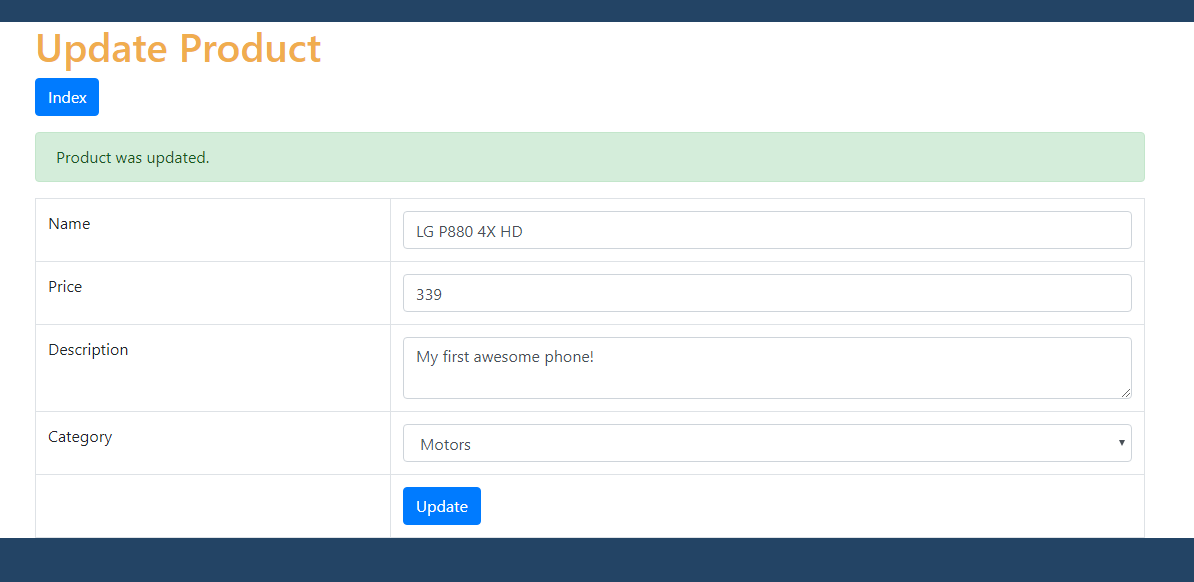 Update Product
Index
Product was updated.
Name
LG P880 4X HD
Price
339
Description
My first awesome phone!
Category
Motors
Update